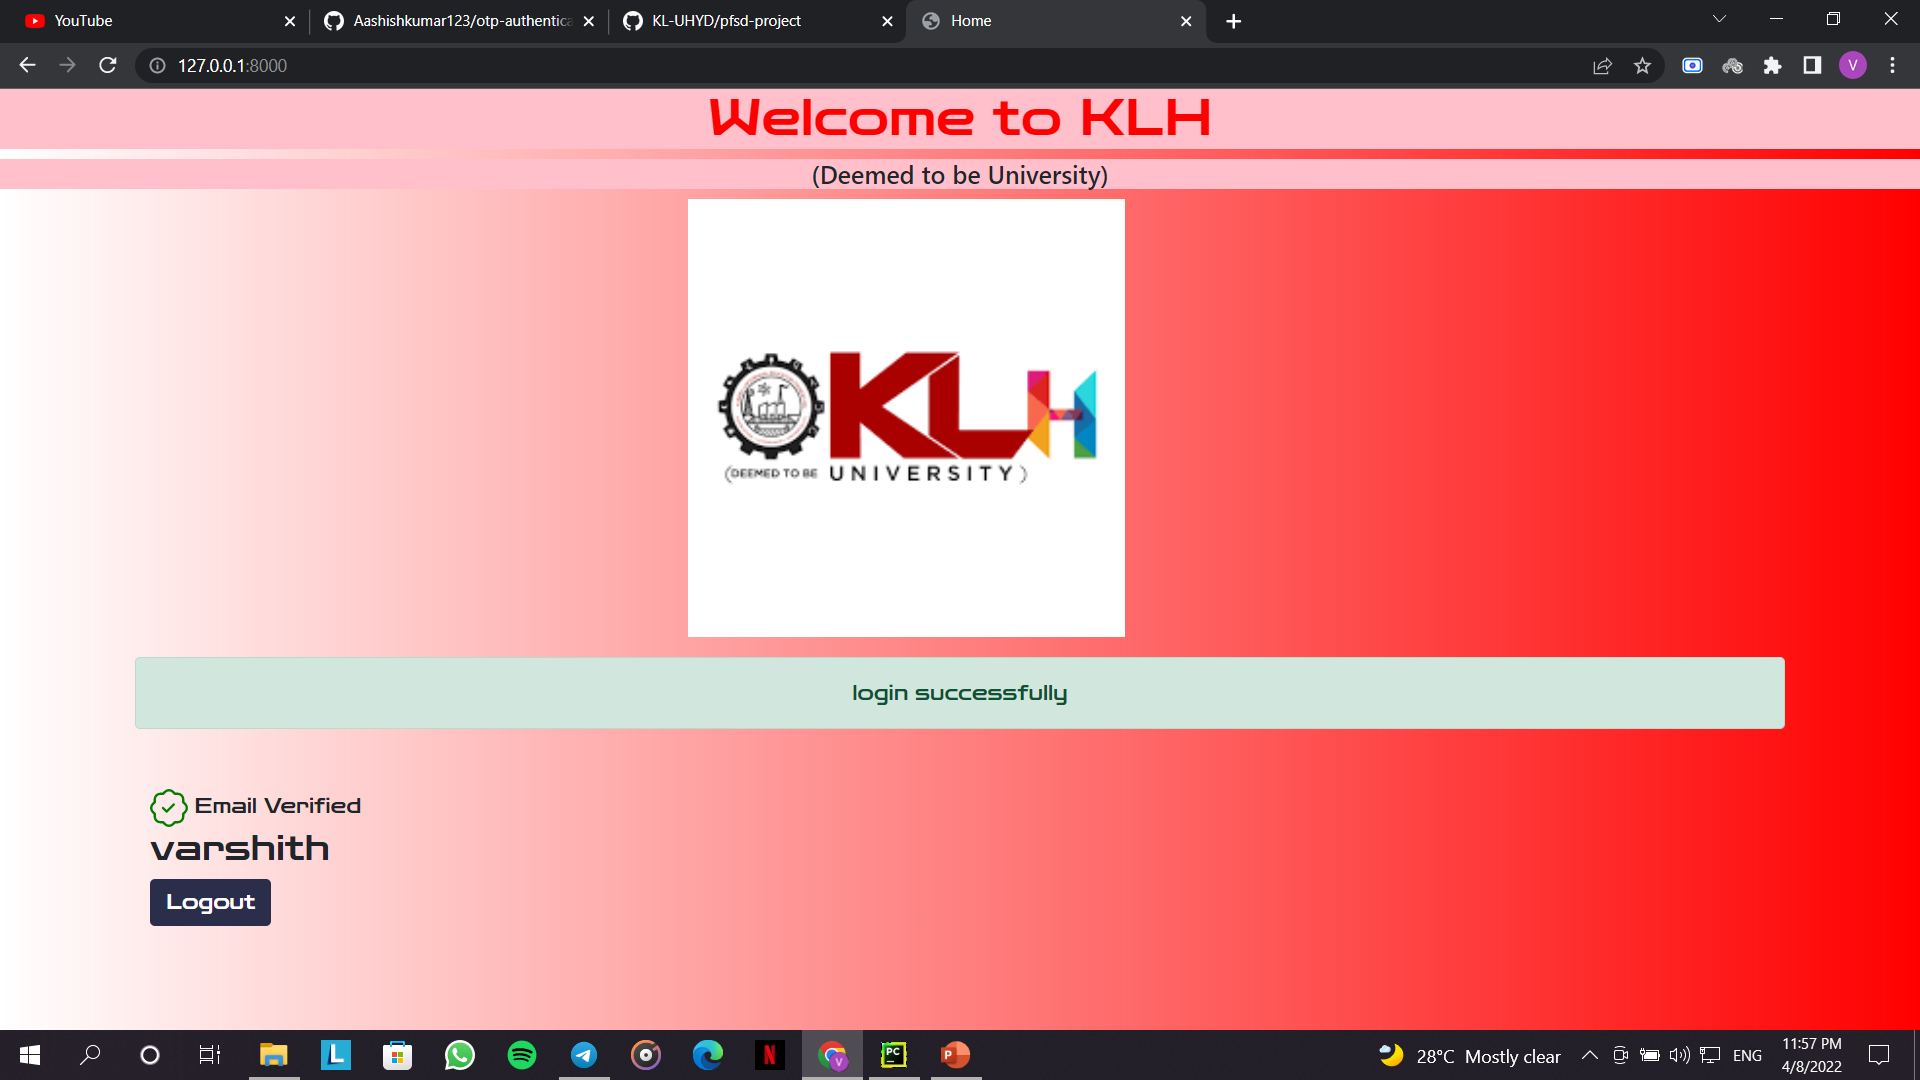 YouTube
Aashishkumar123/otp-authentica
KL-UHYD/pfsd-project
Home
127.0.0.1:8000
V
Welcome to KLH
(Deemed to be University)
KLH
(DEEMED TO BE UNIVERSITY)
login successfully
Email Verified
varshith
Logout
L
N
V
PC
P
28°C Mostly clear
ENG
11:57 PM
4/8/2022